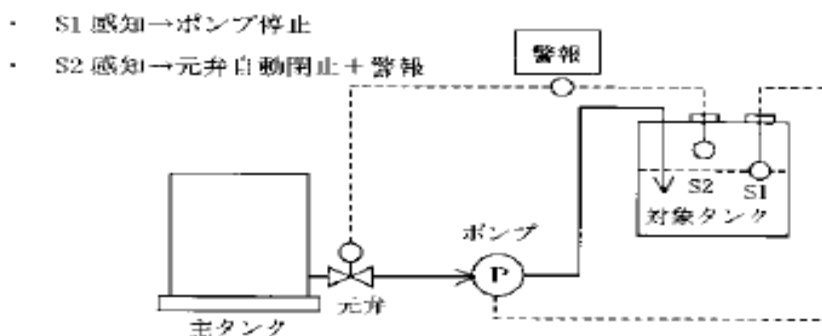 ・ S1 感知→ポンプ停止
・ S2 感知→元弁自動閉止＋警報
警報
S2
S1
対象タンク
ポンプ
P
元弁
主タンク